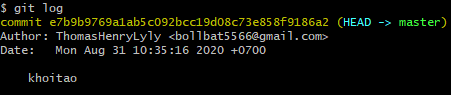 $ git log
commit e7b9b9769a1ab5c092bcc19d08c73e858f9186a2 (HEAD -> master)
Author: ThomasHenryLyly <bollbat5566@gmail.com>
Date:   Mon Aug 31 10:35:16 2020 +0700
    khoitao